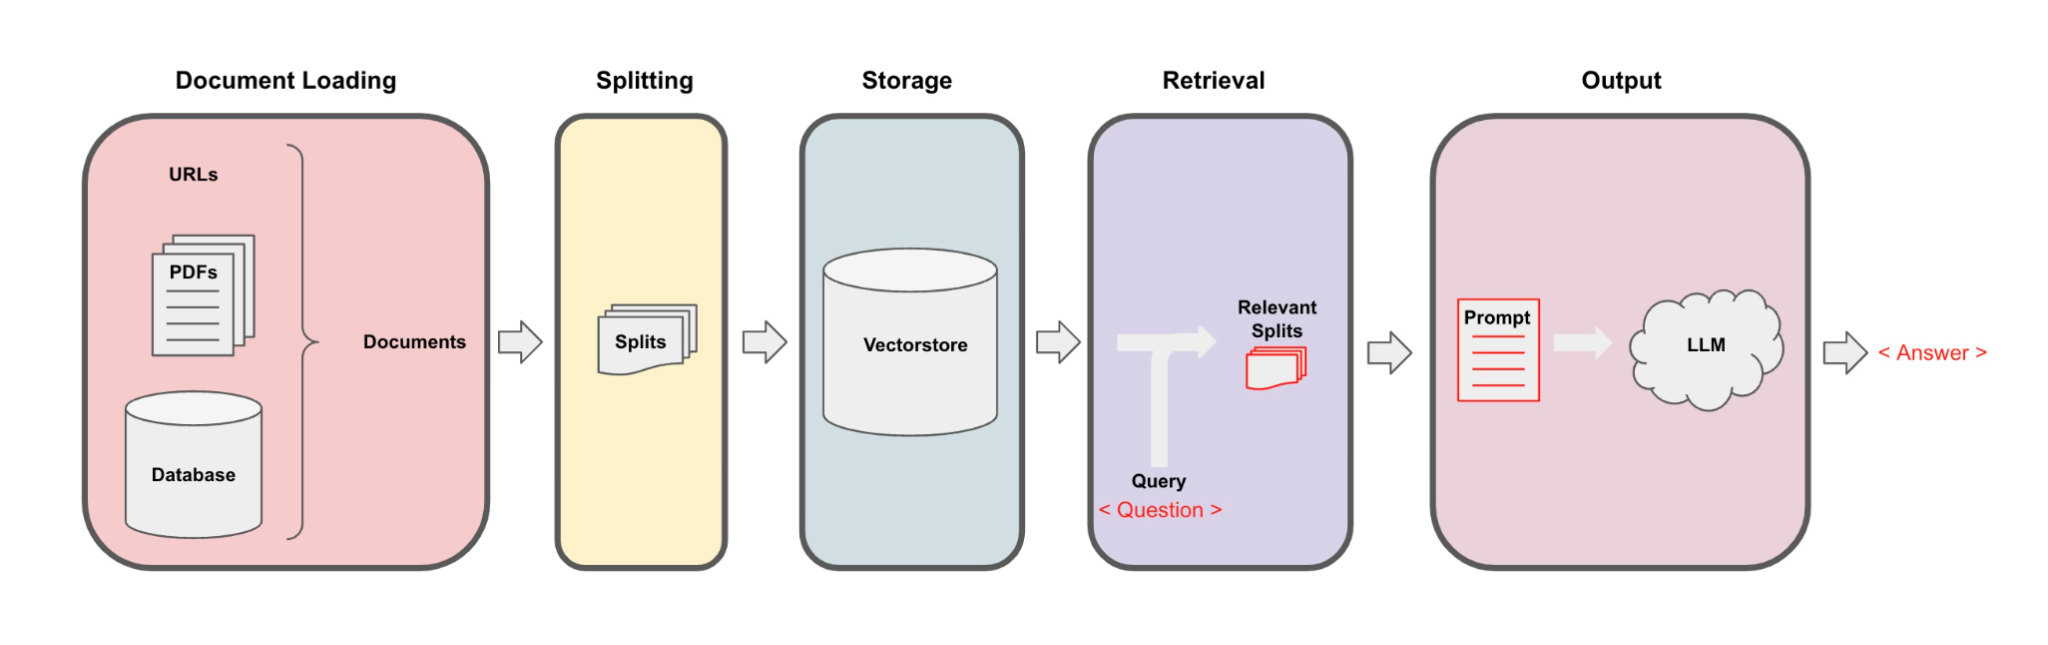 Document Loading
Splitting
Storage
Retrieval
Output
URLs
PDFs
Database
Documents
Splits
Vectorstore
Relevant
Splits
Query
< Question >
Prompt
LLM
< Answer >